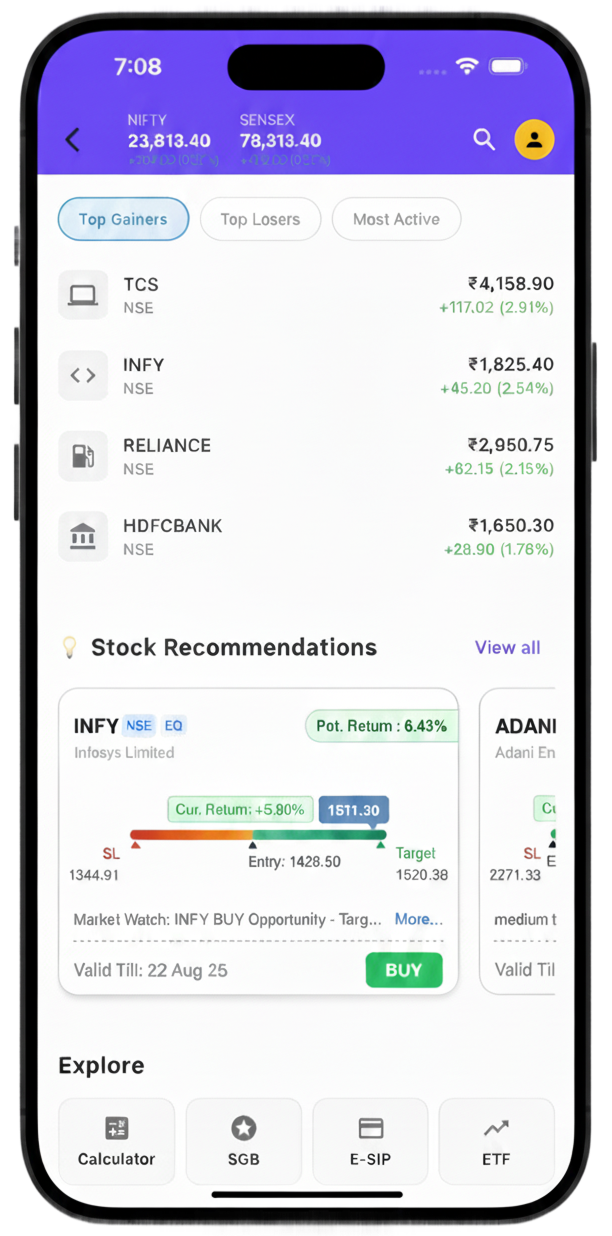 7:08
NIFTY SENSEX
23,813.40 78,313.40
Top Gainers Top Losers Most Active
TCS ₹4,158.90
NSE +117.02 (2.91%)
INFY ₹1,825.40
NSE +45.20 (2.54%)
RELIANCE ₹2,950.75
NSE +62.15 (2.15%)
HDFCBANK ₹1,650.30
NSE +28.90 (1.78%)
Stock Recommendations View all
INFY NSE EQ Pot. Return : 6.43% ADANI
Infosys Limited Adani En
Cur. Return: +5.80% 1511.30 Cu
SL Entry: 1428.50 Target SL E
1344.91 1520.38 2271.33
Market Watch: INFY BUY Opportunity - Targ... More... medium t
Valid Till: 22 Aug 25 BUY Valid Til
Explore
Calculator SGB E-SIP ETF